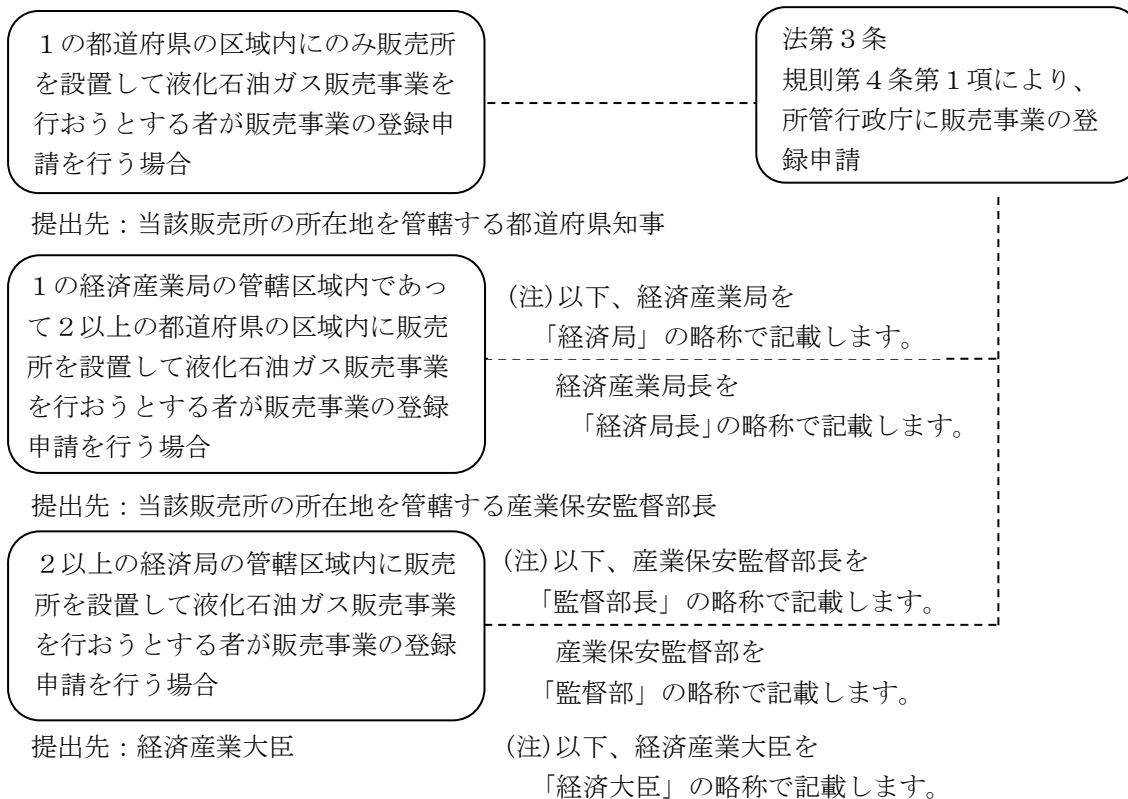 １の都道府県の区域内にのみ販売所
を設置して液化石油ガス販売事業を
行おうとする者が販売事業の登録申
請を行う場合
法第３条
規則第４条第１項により、
所管行政庁に販売事業の登
録申請
提出先：当該販売所の所在地を管轄する都道府県知事
１の経済産業局の管轄区域内であっ
て２以上の都道府県の区域内に販売
所を設置して液化石油ガス販売事業
を行おうとする者が販売事業の登録
申請を行う場合
(注)以下、経済産業局を
「経済局」の略称で記載します。
経済産業局長を
「経済局長」の略称で記載します。
提出先：当該販売所の所在地を管轄する産業保安監督部長
２以上の経済局の管轄区域内に販売
所を設置して液化石油ガス販売事業
を行おうとする者が販売事業の登録
申請を行う場合
(注)以下、産業保安監督部長を
「監督部長」の略称で記載します。
産業保安監督部を
「監督部」の略称で記載します。
提出先：経済産業大臣
(注)以下、経済産業大臣を
「経済大臣」の略称で記載します。